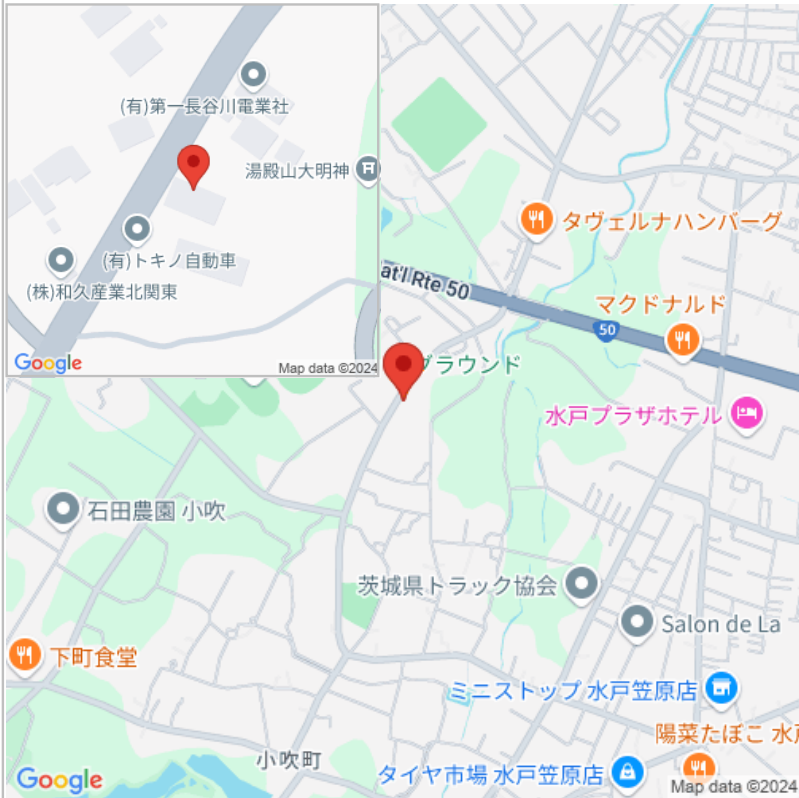 (有)第一長谷川電業社
湯殿山大明神
(有)トキノ自動車
(株)和久産業北関東
Google
Map data ©2024
タヴェルナハンバーグ
at'l Rte 50
マクドナルド
50
グラウンド
水戸プラザホテル
石田農園 小吹
茨城県トラック協会
Salon de La
下町食堂
ミニストップ 水戸笠原店
陽菜たばこ 水戸
小吹町
タイヤ市場 水戸笠原店
Google
Map data ©2024